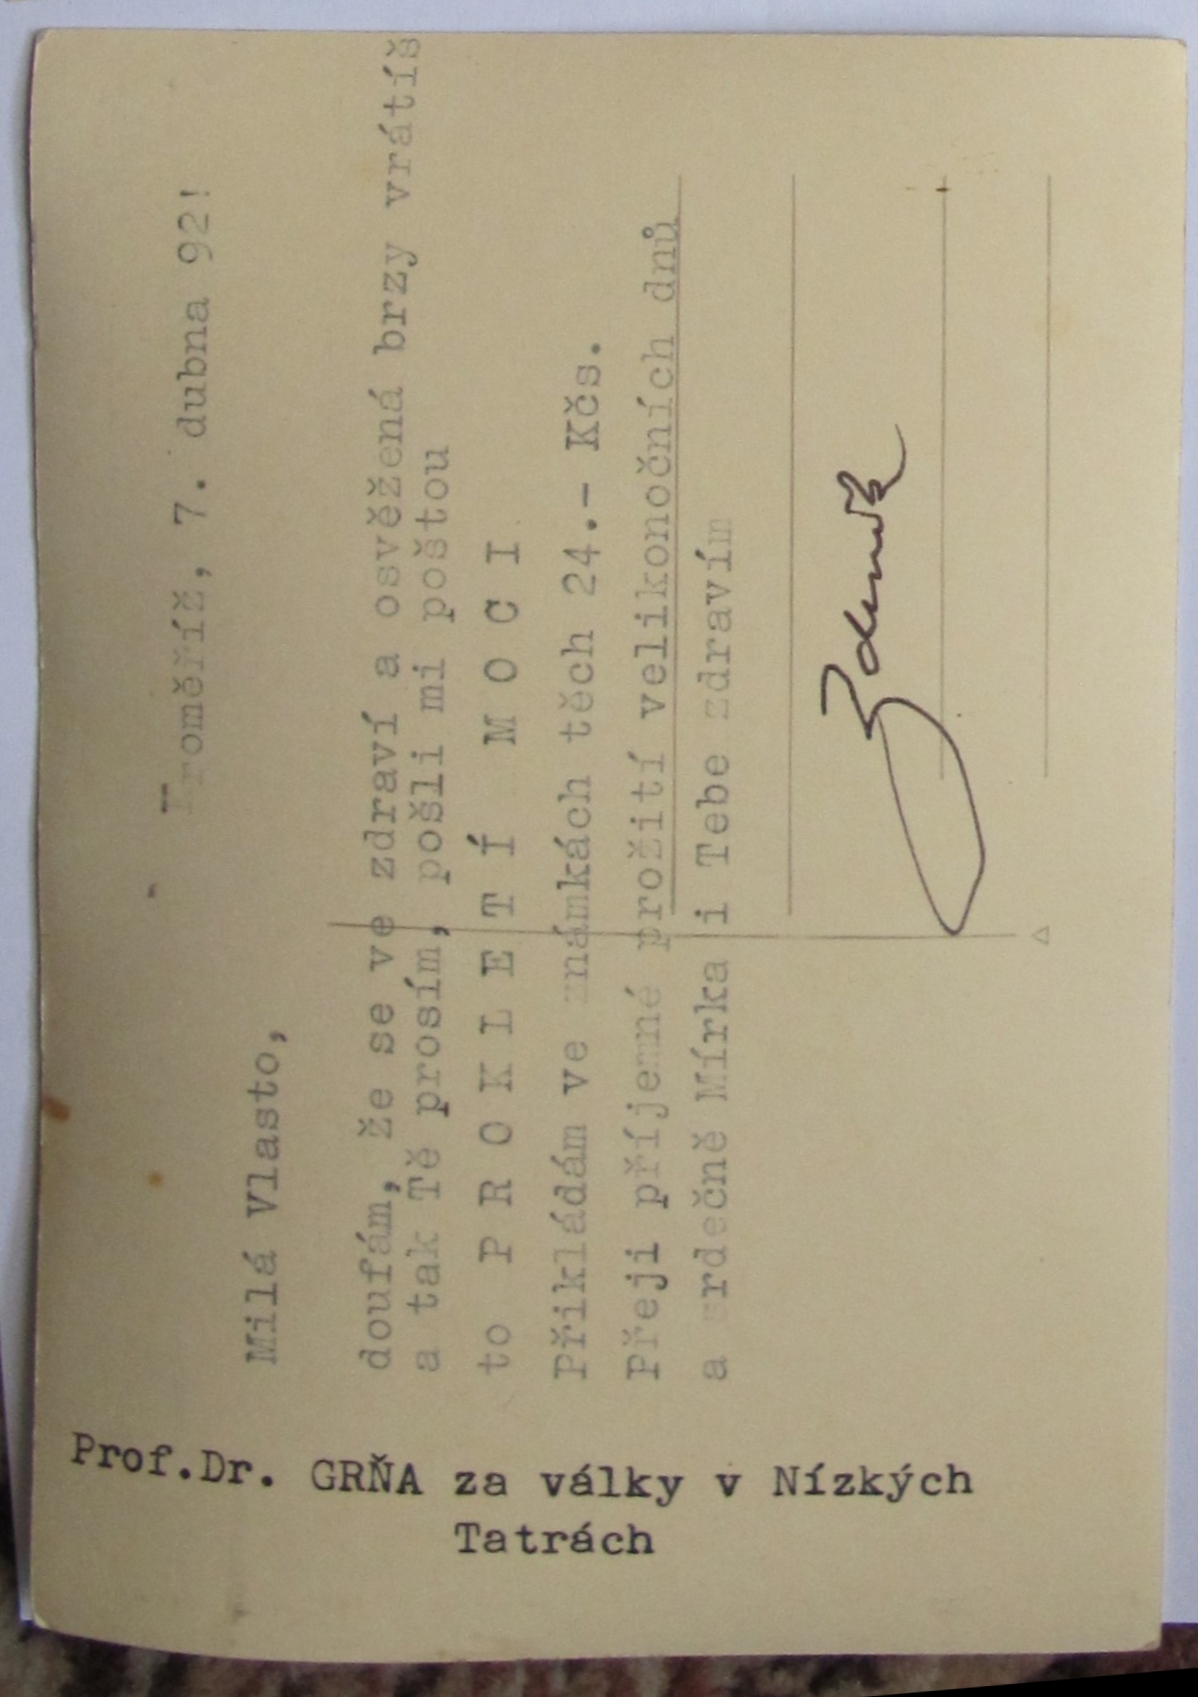 Kroměříž, 7. dubna 92!
Milá Vlasto,
doufám, že se ve zdraví a osvěžená brzy vrátíš
a tak Tě prosím, pošli mi poštou
to P R O K L E T Í M O C I
Přikládám ve známkách těch 24.- Kčs.
Přeji příjemné prožití velikonočních dnů
a srdečně Mírka i Tebe zdravím
Zdeněk
Prof.Dr. GRŇA za války v Nízkých
Tatrách